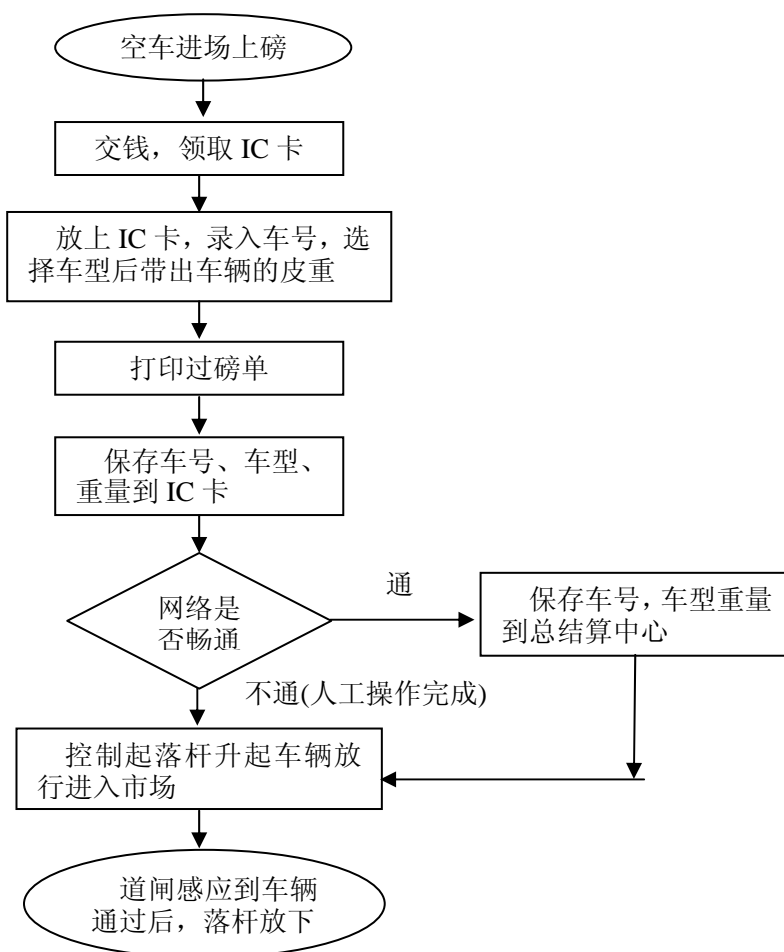 空车进场上磅
交钱，领取 IC 卡
放上 IC 卡，录入车号，选
择车型后带出车辆的皮重
打印过磅单
保存车号、车型、
重量到 IC 卡
网络是
否畅通
通
保存车号，车型重量
到总结算中心
不通(人工操作完成)
控制起落杆升起车辆放
行进入市场
道闸感应到车辆
通过后，落杆放下